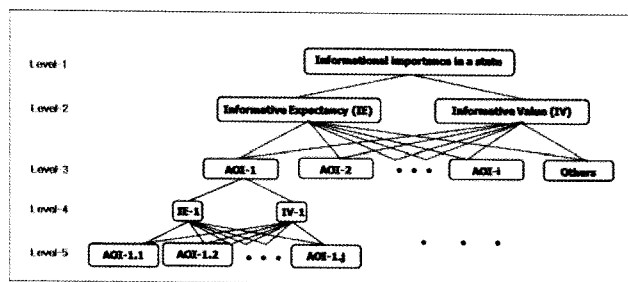 Level-1 Informational importance in a state
Level-2 Informative Expectancy (IE) Informative Value (IV)
Level-3 AOI-1 AOI-2 • • • AOI-i Others
Level-4 IE-1 IV-1
Level-5 AOI-1.1 AOI-1.2 • • • AOI-1.j • • •